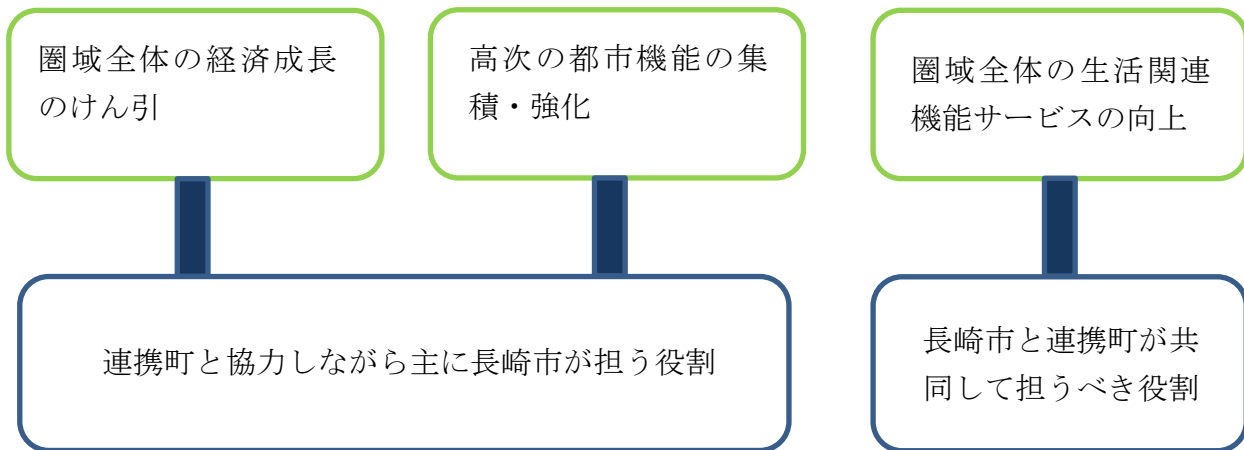 圏域全体の経済成長
のけん引
高次の都市機能の集
積・強化
圏域全体の生活関連
機能サービスの向上
連携町と協力しながら主に長崎市が担う役割
長崎市と連携町が共
同して担うべき役割